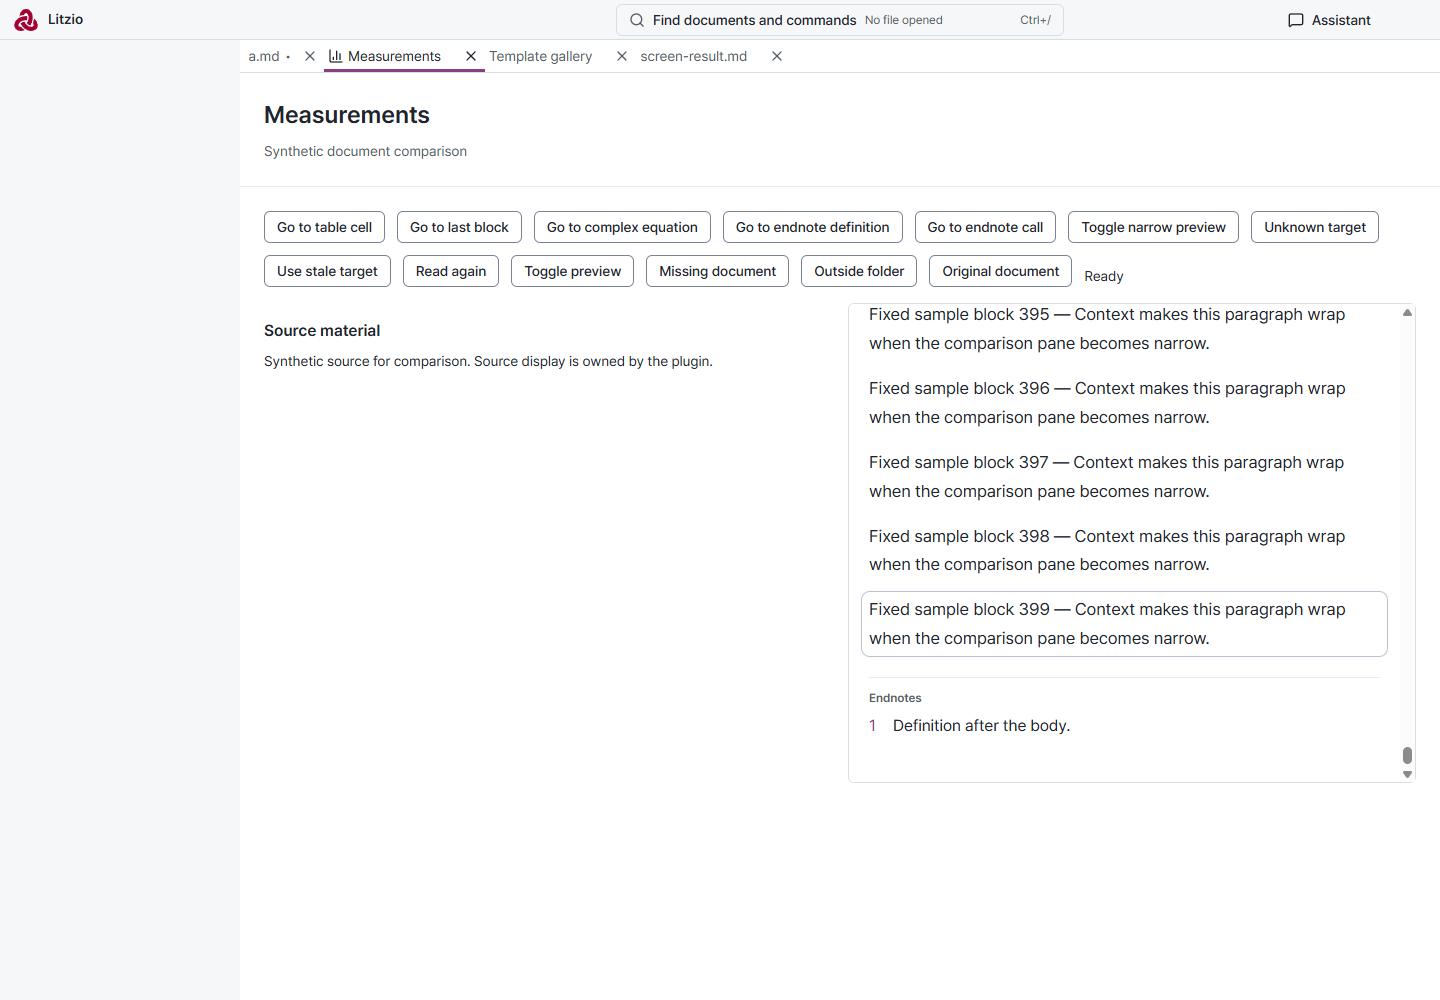 Litzio
Find documents and commands No file opened Ctrl+/
Assistant
a.md •
Measurements
Template gallery
screen-result.md
Measurements
Synthetic document comparison
Go to table cell
Go to last block
Go to complex equation
Go to endnote definition
Go to endnote call
Toggle narrow preview
Unknown target
Use stale target
Read again
Toggle preview
Missing document
Outside folder
Original document
Ready
Source material
Synthetic source for comparison. Source display is owned by the plugin.
Fixed sample block 395 — Context makes this paragraph wrap
when the comparison pane becomes narrow.
Fixed sample block 396 — Context makes this paragraph wrap
when the comparison pane becomes narrow.
Fixed sample block 397 — Context makes this paragraph wrap
when the comparison pane becomes narrow.
Fixed sample block 398 — Context makes this paragraph wrap
when the comparison pane becomes narrow.
Fixed sample block 399 — Context makes this paragraph wrap
when the comparison pane becomes narrow.
Endnotes
1 Definition after the body.